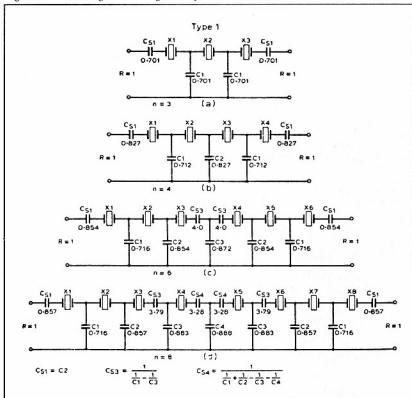 Type 1
CS1 X1 X2 X3 CS1
0·701 0·701
R = 1 C1 C1 R = 1
0·701 0·701
n = 3 (a)
CS1 X1 X2 X3 X4 CS1
0·827 0·827
R = 1 C1 C2 C1 R = 1
0·712 0·827 0·712
n = 4 (b)
CS1 X1 X2 X3 CS3 CS3 X4 X5 X6 CS1
0·854 4·0 4·0 0·854
R = 1 C1 C2 C3 C2 C1 R = 1
0·716 0·854 0·872 0·854 0·716
n = 6 (c)
CS1 X1 X2 X3 CS3 X4 CS4 CS4 X5 CS3 X6 X7 X8 CS1
0·857 3·79 3·28 3·28 3·79 0·857
R = 1 C1 C2 C3 C4 C3 C2 C1 R = 1
0·716 0·857 0·883 0·888 0·883 0·857 0·716
n = 8 (d)
CS1 = C2 CS3 = 1 / (1/C1 - 1/C3) CS4 = 1 / (1/C1 + 1/C2 - 1/C3 - 1/C4)